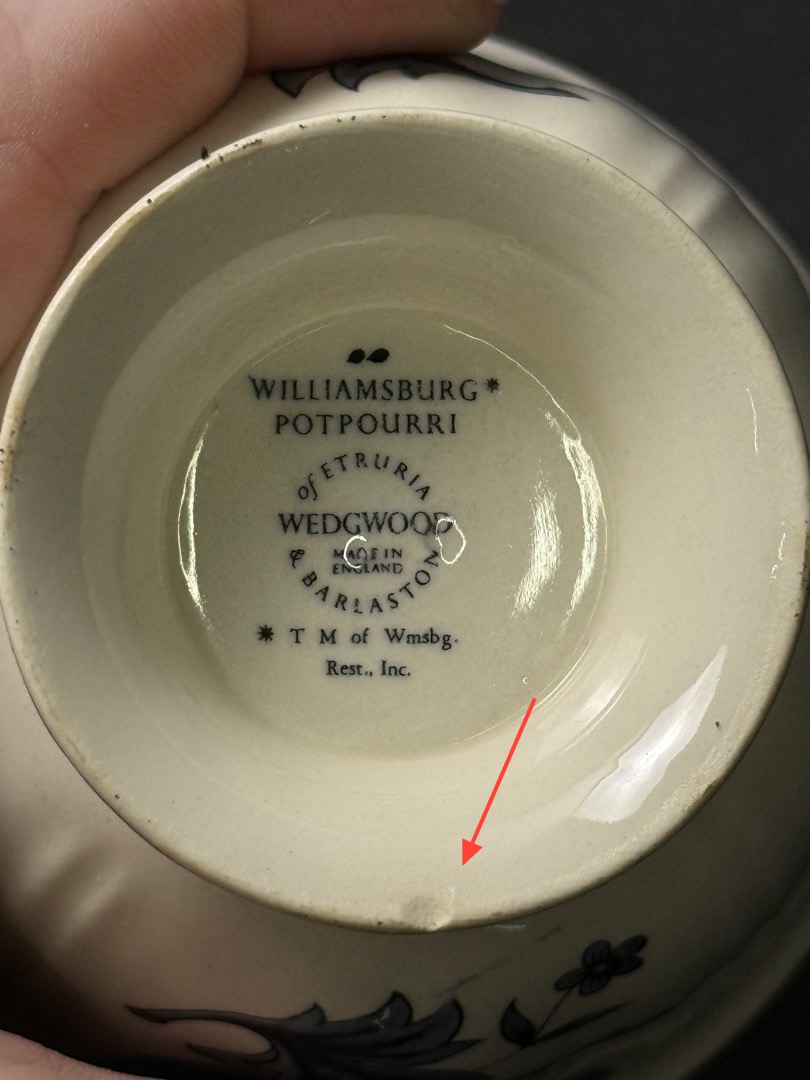 WILLIAMSBURG*
POTPOURRI
of ETRURIA
WEDGWOOD
MADE IN
ENGLAND
& BARLASTON
* T M of Wmsbg.
Rest., Inc.